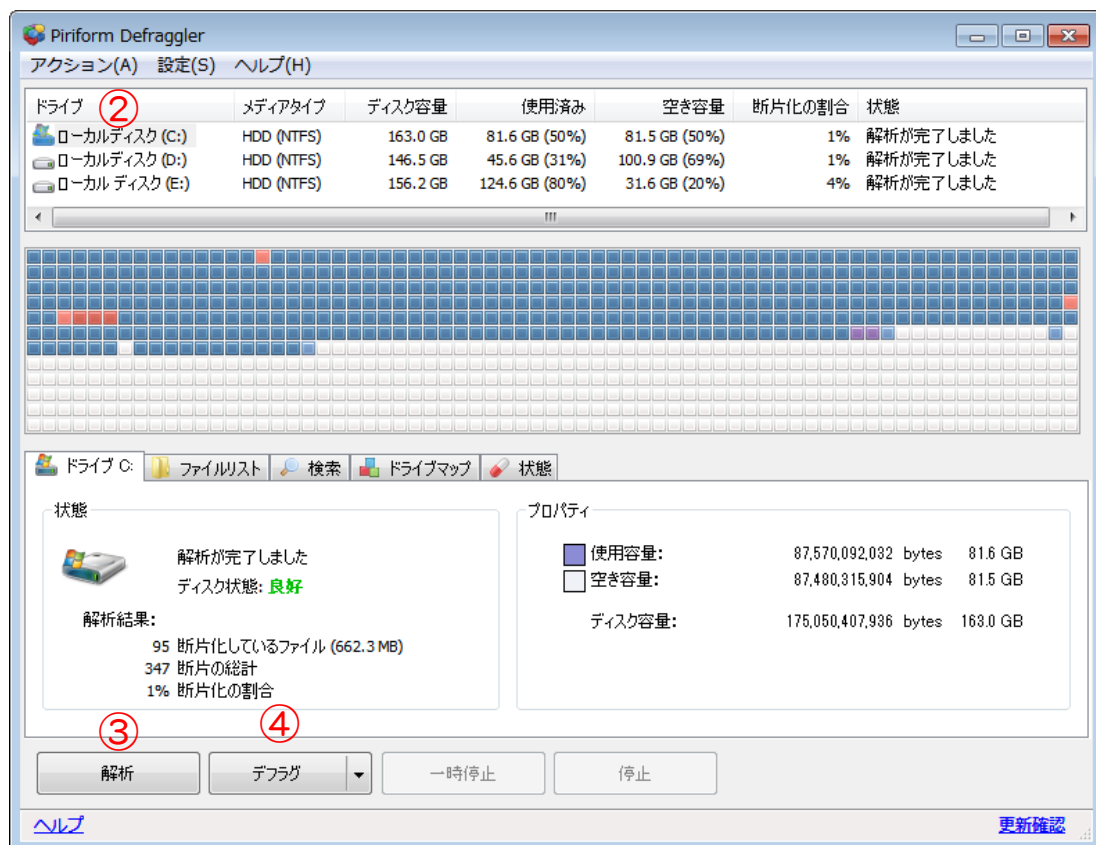 Piriform Defraggler
アクション(A) 設定(S) ヘルプ(H)
ドライブ ② メディアタイプ ディスク容量 使用済み 空き容量 断片化の割合 状態
ローカルディスク (C:) HDD (NTFS) 163.0 GB 81.6 GB (50%) 81.5 GB (50%) 1% 解析が完了しました
ローカルディスク (D:) HDD (NTFS) 146.5 GB 45.6 GB (31%) 100.9 GB (69%) 1% 解析が完了しました
ローカル ディスク (E:) HDD (NTFS) 156.2 GB 124.6 GB (80%) 31.6 GB (20%) 4% 解析が完了しました
ドライブ C: ファイルリスト 検索 ドライブマップ 状態
状態
解析が完了しました
ディスク状態: 良好
解析結果:
95 断片化しているファイル (662.3 MB)
347 断片の総計
1% 断片化の割合
プロパティ
使用容量: 87,570,092,032 bytes 81.6 GB
空き容量: 87,480,315,904 bytes 81.5 GB
ディスク容量: 175,050,407,936 bytes 163.0 GB
③ ④
解析 デフラグ 一時停止 停止
ヘルプ 更新確認